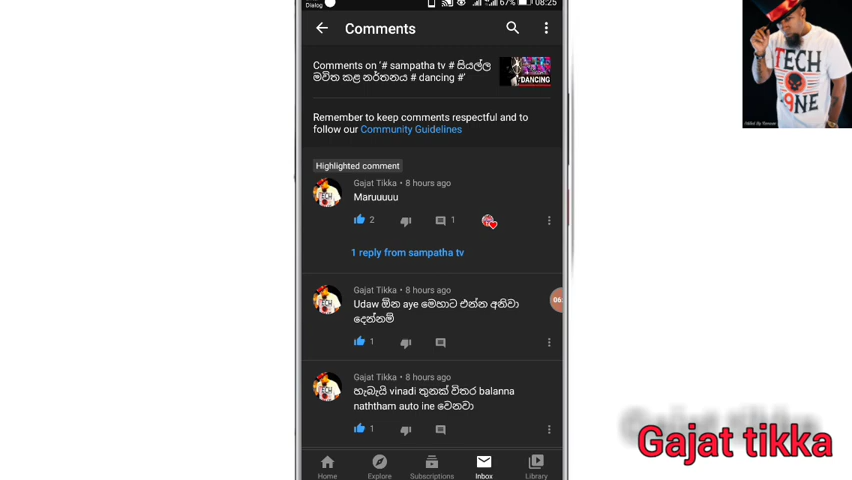 Dialog
67% 08:25
Comments
Comments on '# sampatha tv # සියල්ල
මවිත කළ නර්තනය # dancing #'
DANCING
Remember to keep comments respectful and to
follow our Community Guidelines
Highlighted comment
Gajat Tikka • 8 hours ago
Maruuuuu
2
1
1 reply from sampatha tv
Gajat Tikka • 8 hours ago
Udaw ඕන aye මෙහාට එන්න අනිවා
දෙන්නම්
1
Gajat Tikka • 8 hours ago
හැබැයි vinadi තුනක් විතර balanna
naththam auto ine වෙනවා
1
Home
Explore
Subscriptions
Inbox
Library
TECH
N9NE
Gajat tikka